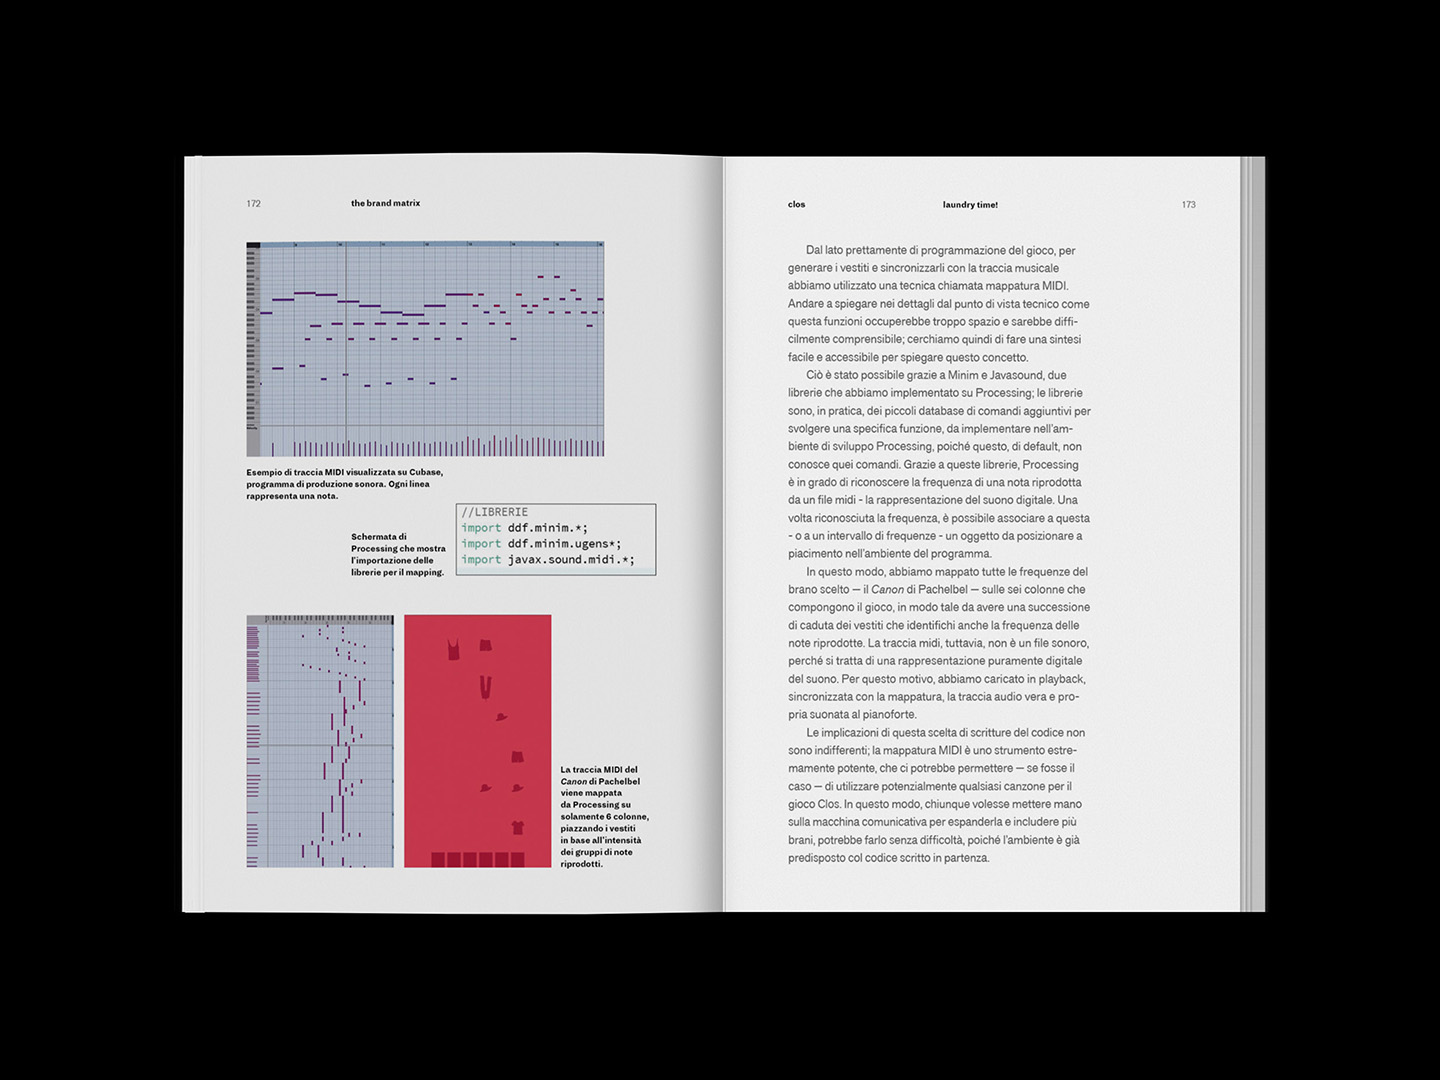 172
the brand matrix
Esempio di traccia MIDI visualizzata su Cubase,
programma di produzione sonora. Ogni linea
rappresenta una nota.
Schermata di
Processing che mostra
l'importazione delle
librerie per il mapping.
//LIBRERIE
import ddf.minim.*;
import ddf.minim.ugens*;
import javax.sound.midi.*;
La traccia MIDI del
Canon di Pachelbel
viene mappata
da Processing su
solamente 6 colonne,
piazzando i vestiti
in base all'intensità
dei gruppi di note
riprodotti.
clos
laundry time!
173
Dal lato prettamente di programmazione del gioco, per
generare i vestiti e sincronizzarli con la traccia musicale
abbiamo utilizzato una tecnica chiamata mappatura MIDI.
Andare a spiegare nei dettagli dal punto di vista tecnico come
questa funzioni occuperebbe troppo spazio e sarebbe diffi-
cilmente comprensibile; cerchiamo quindi di fare una sintesi
facile e accessibile per spiegare questo concetto.
Ciò è stato possibile grazie a Minim e Javasound, due
librerie che abbiamo implementato su Processing; le librerie
sono, in pratica, dei piccoli database di comandi aggiuntivi per
svolgere una specifica funzione, da implementare nell'am-
biente di sviluppo Processing, poiché questo, di default, non
conosce quei comandi. Grazie a queste librerie, Processing
è in grado di riconoscere la frequenza di una nota riprodotta
da un file midi - la rappresentazione del suono digitale. Una
volta riconosciuta la frequenza, è possibile associare a questa
- o a un intervallo di frequenze - un oggetto da posizionare a
piacimento nell'ambiente del programma.
In questo modo, abbiamo mappato tutte le frequenze del
brano scelto — il Canon di Pachelbel — sulle sei colonne che
compongono il gioco, in modo tale da avere una successione
di caduta dei vestiti che identifichi anche la frequenza delle
note riprodotte. La traccia midi, tuttavia, non è un file sonoro,
perché si tratta di una rappresentazione puramente digitale
del suono. Per questo motivo, abbiamo caricato in playback,
sincronizzata con la mappatura, la traccia audio vera e pro-
pria suonata al pianoforte.
Le implicazioni di questa scelta di scritture del codice non
sono indifferenti; la mappatura MIDI è uno strumento estre-
mamente potente, che ci potrebbe permettere — se fosse il
caso — di utilizzare potenzialmente qualsiasi canzone per il
gioco Clos. In questo modo, chiunque volesse mettere mano
sulla macchina comunicativa per espanderla e includere più
brani, potrebbe farlo senza difficoltà, poiché l'ambiente è già
predisposto col codice scritto in partenza.